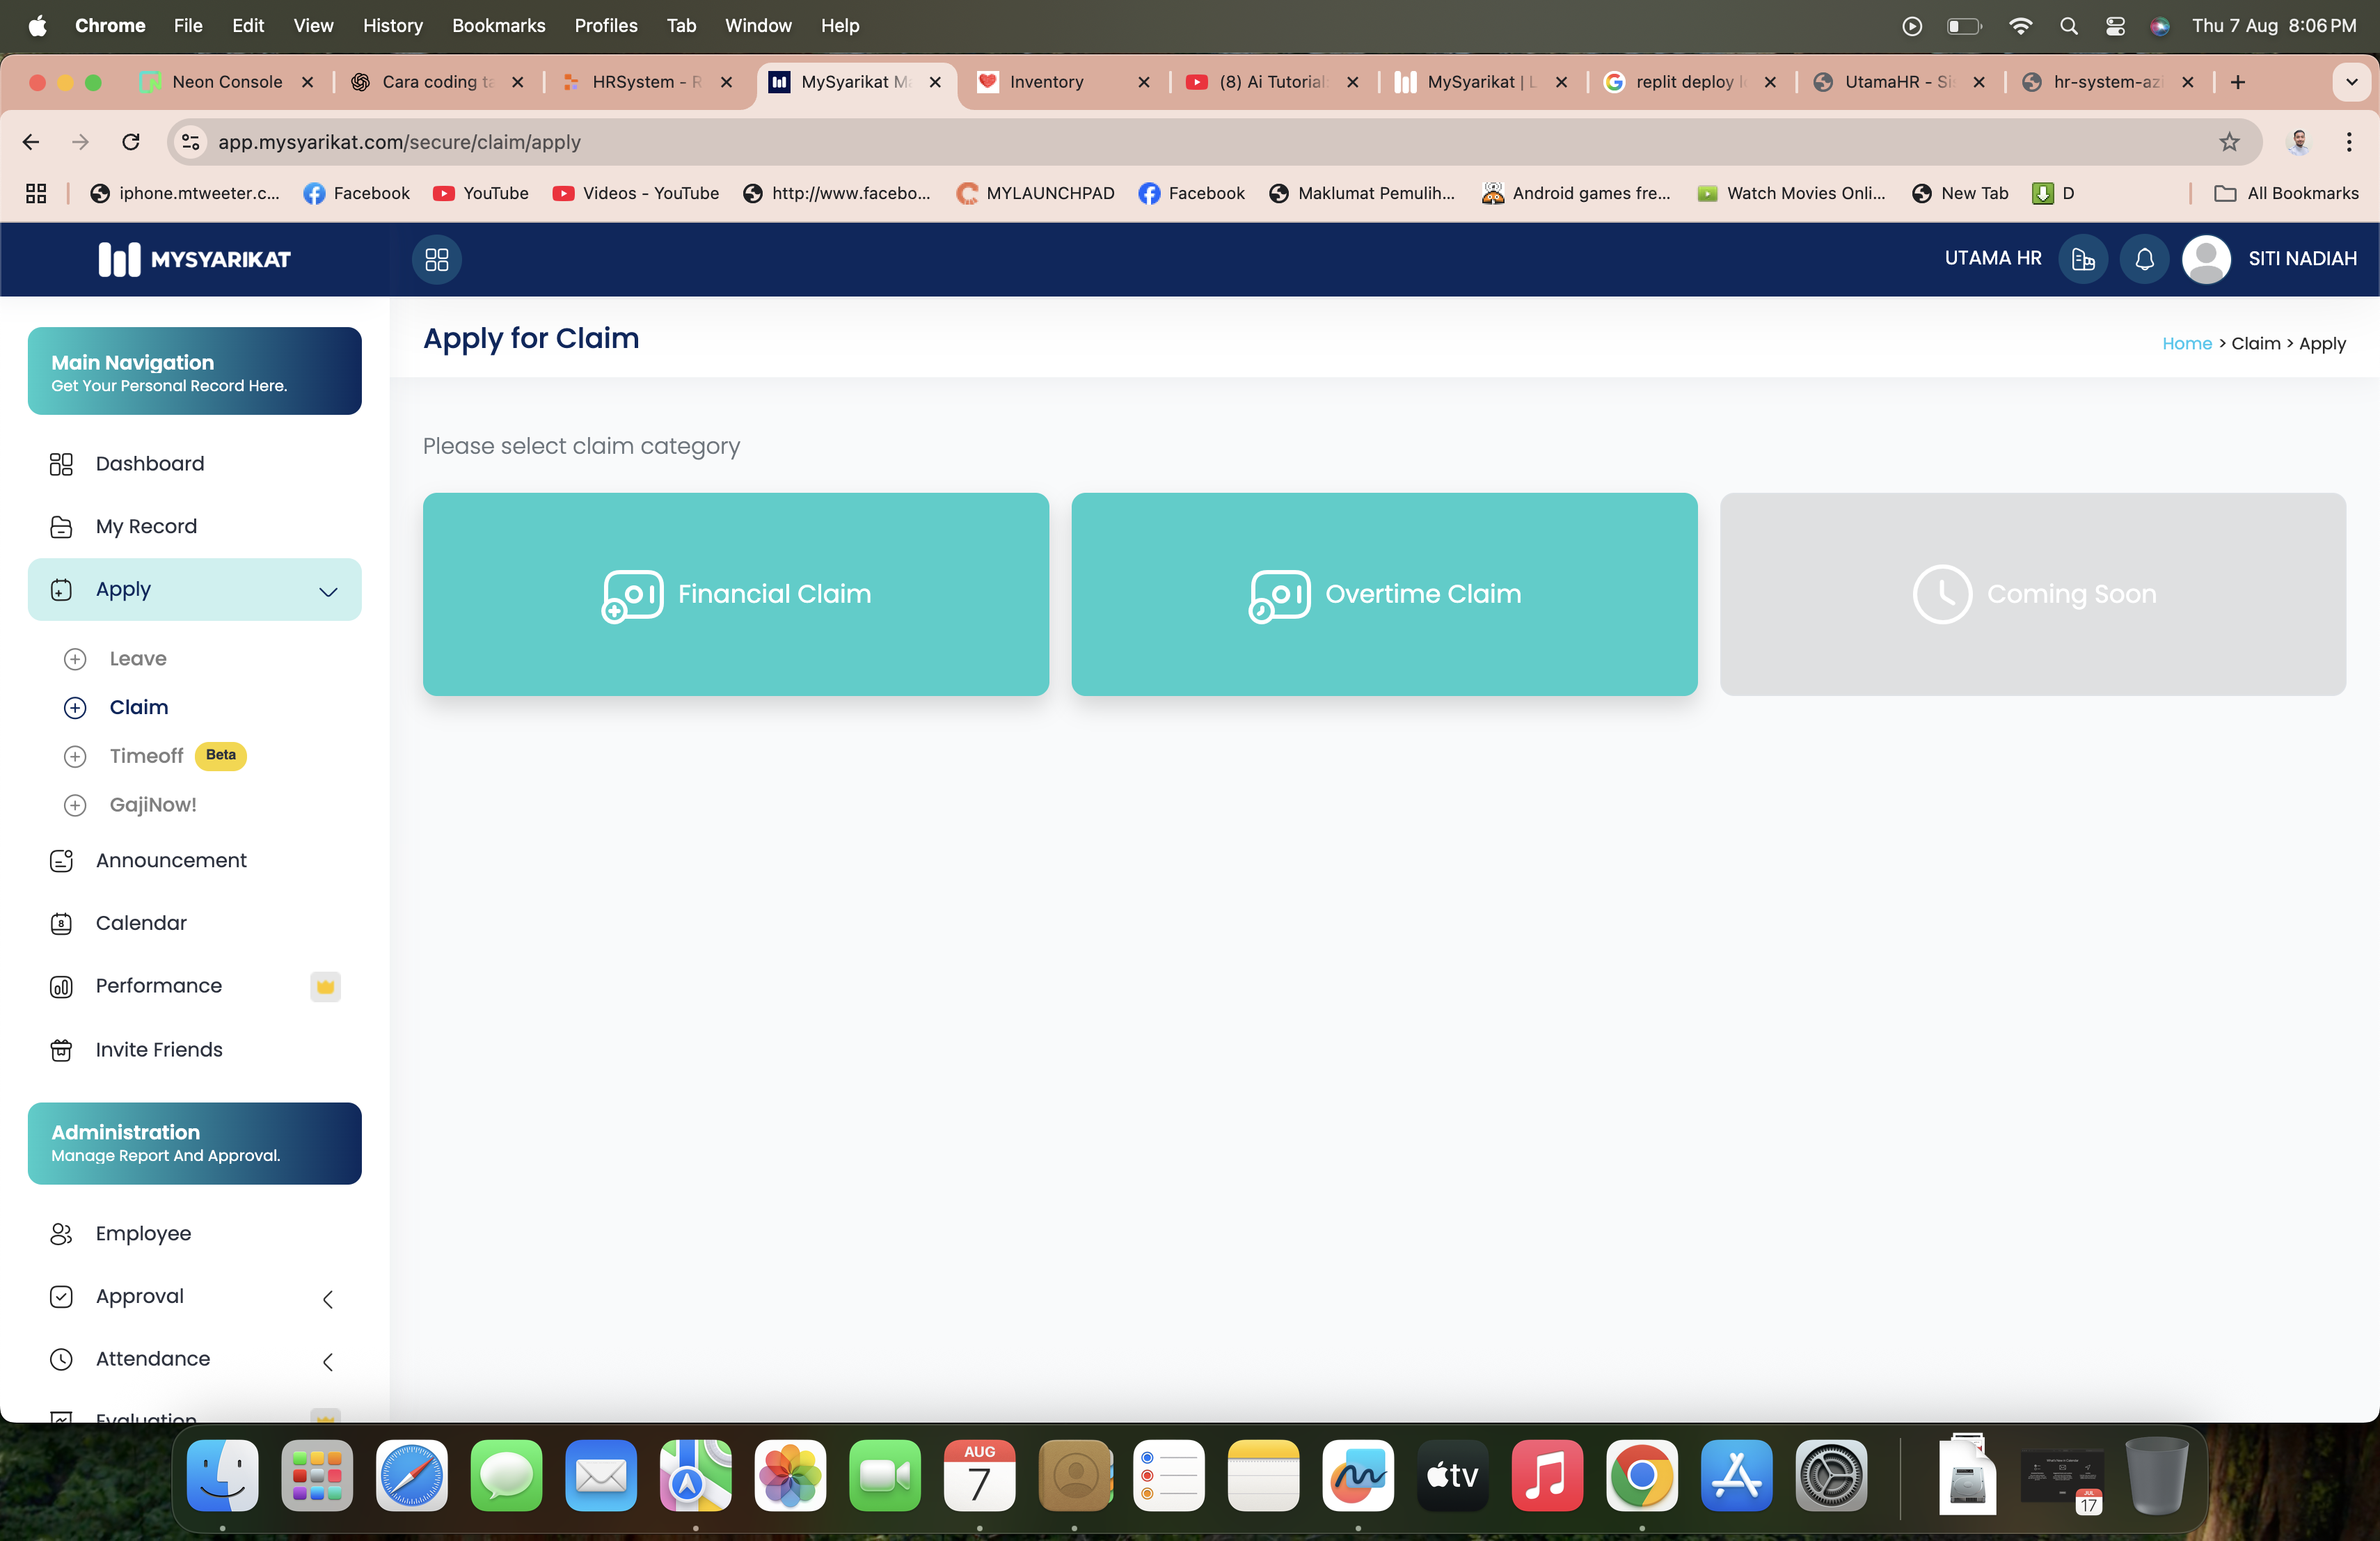 Chrome File Edit View History Bookmarks Profiles Tab Window Help Thu 7 Aug 8:06 PM
Neon Console Cara coding ta HRSystem - R MySyarikat Ma Inventory (8) Ai Tutorial MySyarikat | L replit deploy l UtamaHR - Sis hr-system-azi
app.mysyarikat.com/secure/claim/apply
iphone.mtweeter.c... Facebook YouTube Videos - YouTube http://www.facebo... MYLAUNCHPAD Facebook Maklumat Pemulih... Android games fre... Watch Movies Onli... New Tab D All Bookmarks
MYSYARIKAT UTAMA HR SITI NADIAH
Apply for Claim
Home > Claim > Apply
Main Navigation
Get Your Personal Record Here.
Dashboard
My Record
Apply
Leave
Claim
Timeoff Beta
GajiNow!
Announcement
Calendar
Performance
Invite Friends
Administration
Manage Report And Approval.
Employee
Approval
Attendance
Evaluation
Please select claim category
Financial Claim
Overtime Claim
Coming Soon
AUG
7
tv
JUL
17